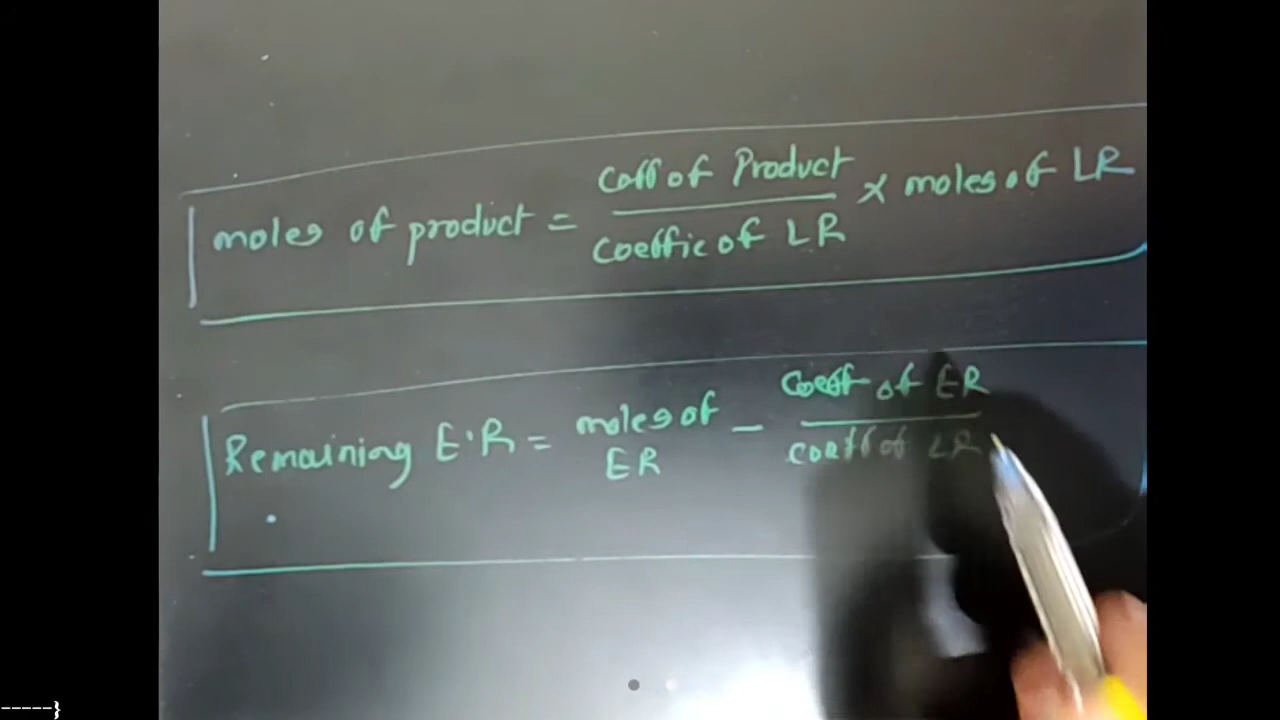 coff of Product
moles of product = × moles of LR
coeffic of LR
coeff of ER
Remaining E.R = moles of -
ER coeff of LR
-----}